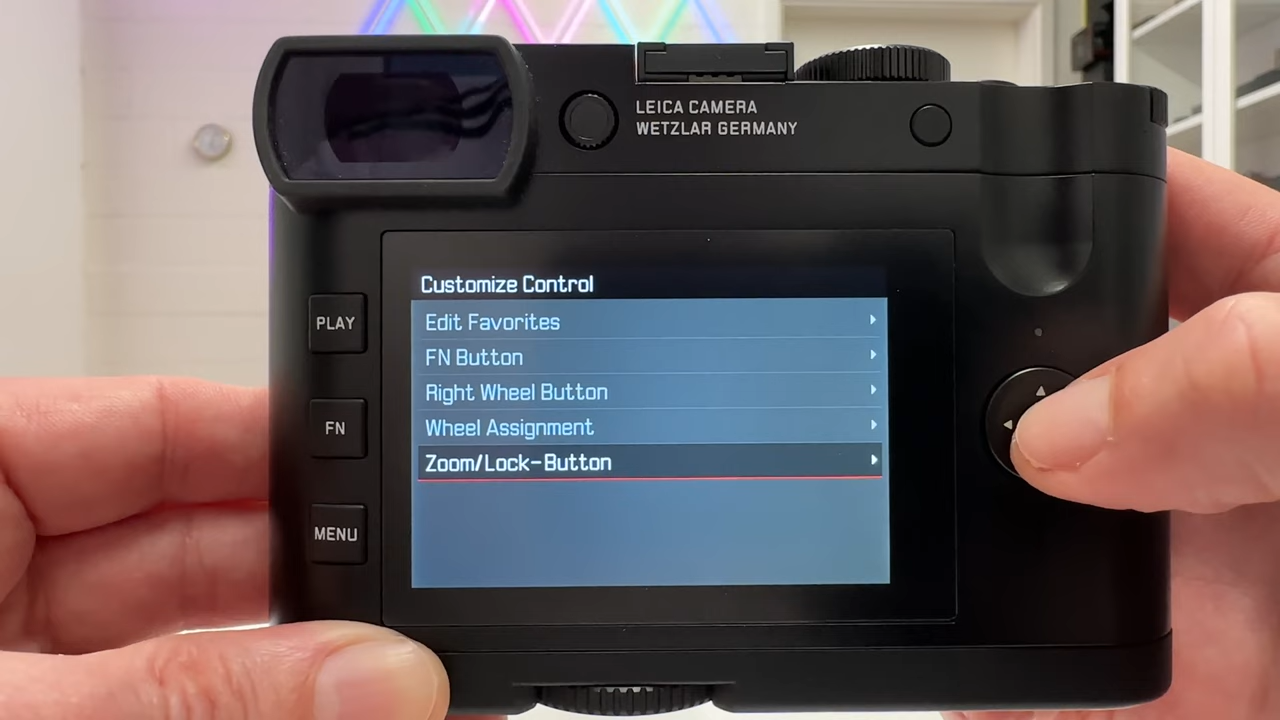 LEICA CAMERA
WETZLAR GERMANY
Customize Control
Edit Favorites
FN Button
Right Wheel Button
Wheel Assignment
Zoom/Lock-Button
PLAY
FN
MENU